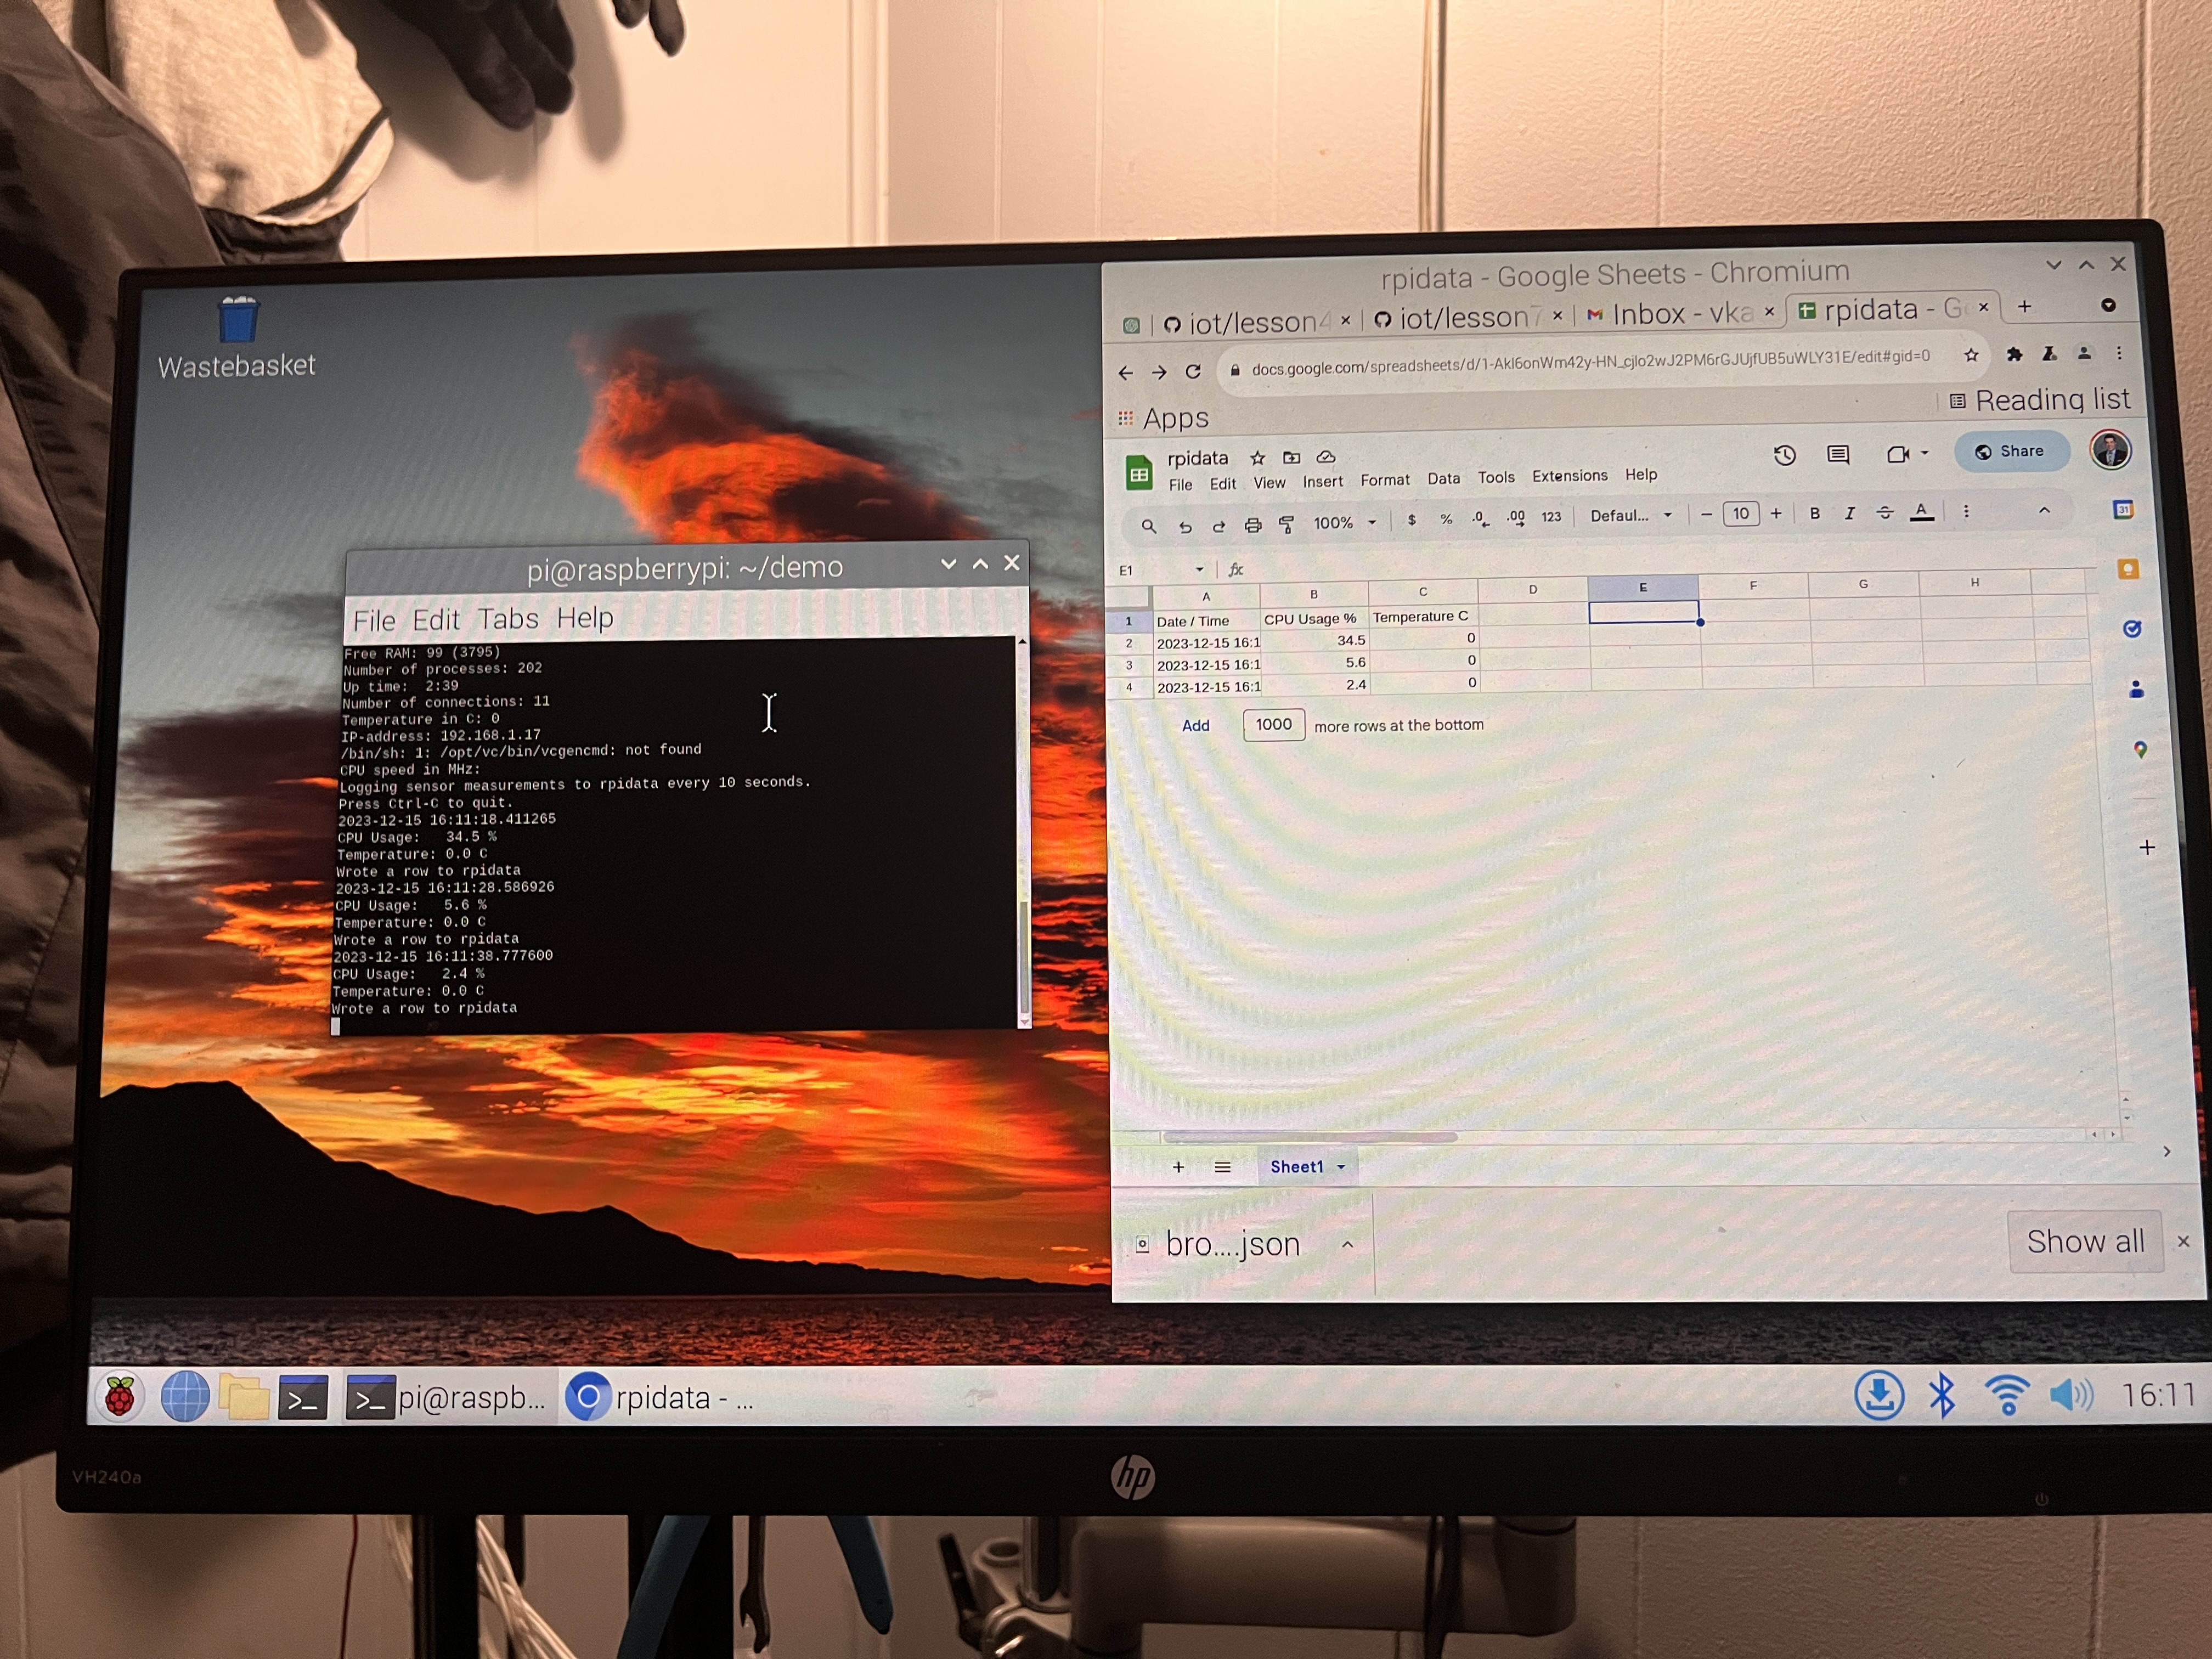 Wastebasket
pi@raspberrypi: ~/demo
File Edit Tabs Help
Free RAM: 99 (3795)
Number of processes: 202
Up time:  2:39
Number of connections: 11
Temperature in C: 0
IP-address: 192.168.1.17
/bin/sh: 1: /opt/vc/bin/vcgencmd: not found
CPU speed in MHz:
Logging sensor measurements to rpidata every 10 seconds.
Press Ctrl-C to quit.
2023-12-15 16:11:18.411265
CPU Usage:   34.5 %
Temperature: 0.0 C
Wrote a row to rpidata
2023-12-15 16:11:28.586926
CPU Usage:   5.6 %
Temperature: 0.0 C
Wrote a row to rpidata
2023-12-15 16:11:38.777600
CPU Usage:   2.4 %
Temperature: 0.0 C
Wrote a row to rpidata
rpidata - Google Sheets - Chromium
iot/lesson4 × iot/lesson7 × Inbox - vka × rpidata - G ×
docs.google.com/spreadsheets/d/1-Akl6onWm42y-HN_cjlo2wJ2PM6rGJUjfUB5uWLY31E/edit#gid=0
Apps Reading list
rpidata Share
File Edit View Insert Format Data Tools Extensions Help
100% $ % .0 .00 123 Defaul... − 10 + B I S A
E1 fx
A B C D E F G H
1 Date / Time CPU Usage % Temperature C
2 2023-12-15 16:1 34.5 0
3 2023-12-15 16:1 5.6 0
4 2023-12-15 16:1 2.4 0
Add 1000 more rows at the bottom
31
+ Sheet1
bro....json Show all ×
>_ >_ pi@raspb... rpidata - ... 16:11
VH240a
hp